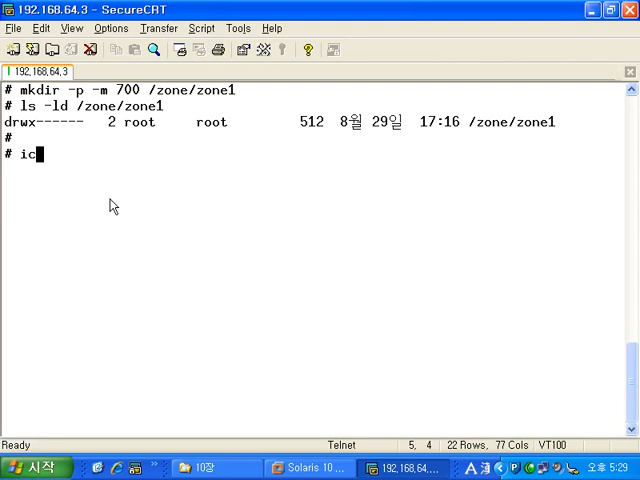 192.168.64.3 - SecureCRT
File Edit View Options Transfer Script Tools Help
192,168,64,3
# mkdir -p -m 700 /zone/zone1
# ls -ld /zone/zone1
drwx------ 2 root root 512 8월 29일 17:16 /zone/zone1
#
# ic
Ready Telnet 5, 4 22 Rows, 77 Cols VT100
시작 » 10장 Solaris 10 ... 192,168,64,... A 漢 오후 5:29